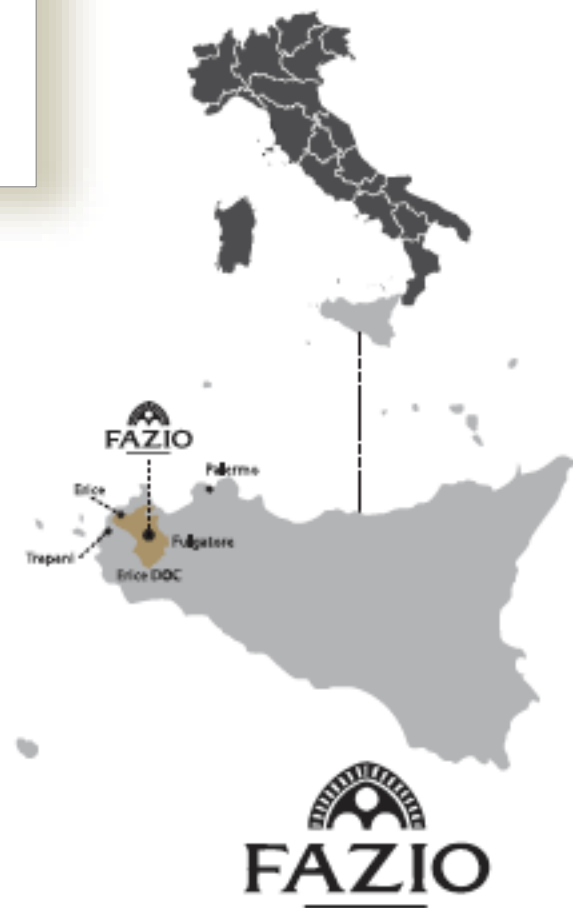 FAZIO
Palermo
Erice
Fulgatore
Trapani
Erice DOC
FAZIO